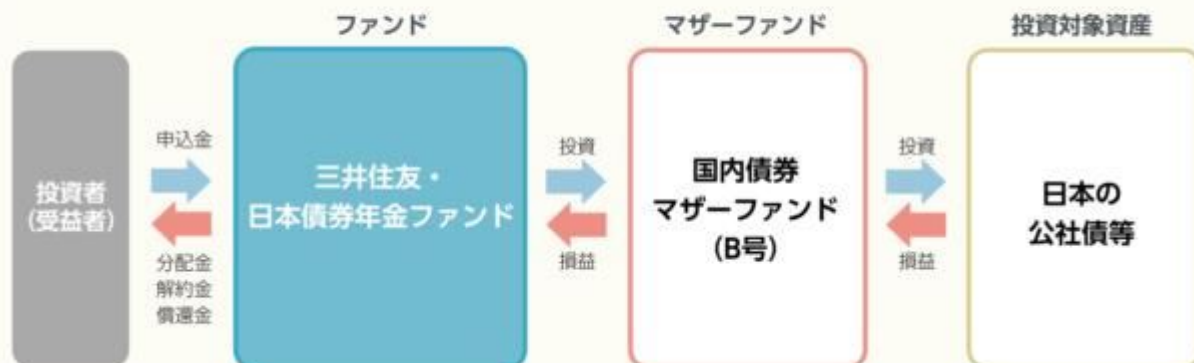 ファンド
マザーファンド
投資対象資産
投資者
(受益者)
申込金
分配金
解約金
償還金
三井住友・
日本債券年金ファンド
投資
損益
国内債券
マザーファンド
(B号)
投資
損益
日本の
公社債等